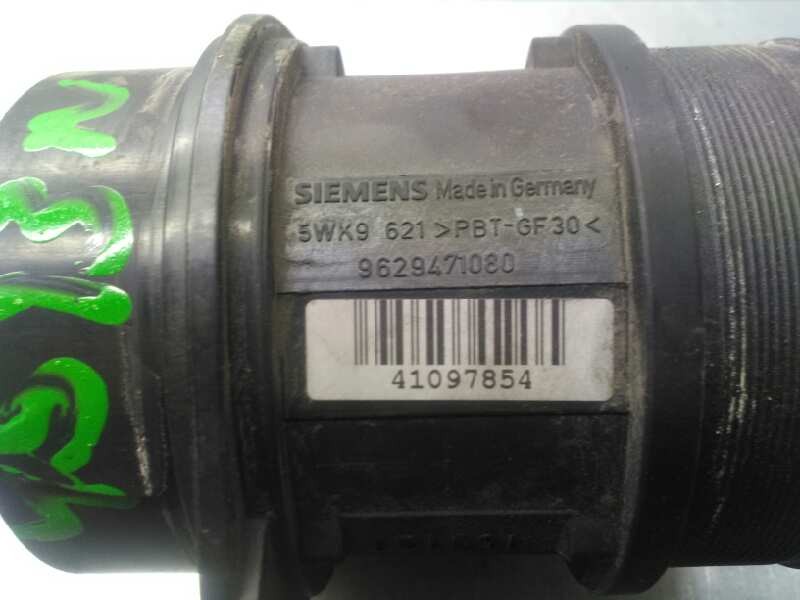 SIEMENS Made in Germany
5WK9 621 >PBT-GF30<
9629471080
41097854